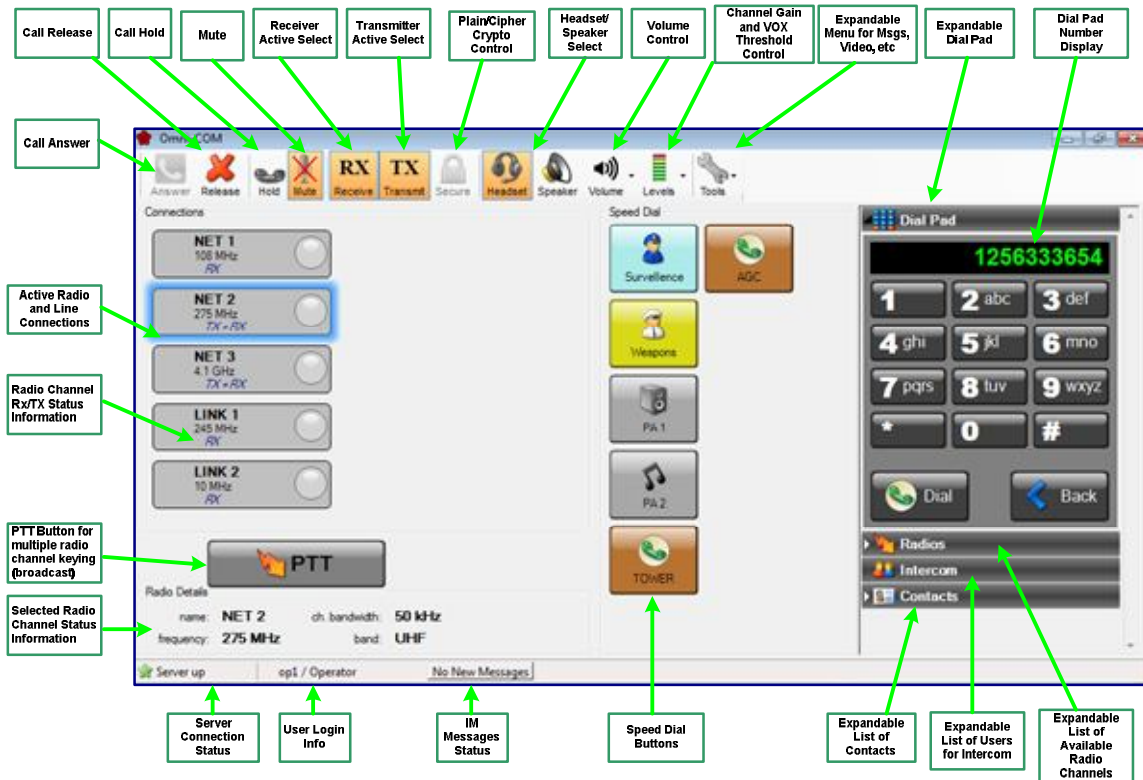 Call Release
Call Hold
Mute
Receiver
Active Select
Transmitter
Active Select
Plain/Cipher
Crypto
Control
Headset/
Speaker
Select
Volume
Control
Channel Gain
and VOX
Threshold
Control
Expandable
Menu for Msgs,
Video, etc
Expandable
Dial Pad
Dial Pad
Number
Display
Call Answer
Omni-COM
Answer
Release
Hold
Mute
RX
Receive
TX
Transmit
Secure
Headset
Speaker
Volume
Levels
Tools
Connections
NET 1
108 MHz
RX
NET 2
275 MHz
TX + RX
NET 3
4.1 GHz
TX + RX
LINK 1
245 MHz
RX
LINK 2
10 MHz
RX
Active Radio
and Line
Connections
Radio Channel
Rx/TX Status
Information
PTT Button for
multiple radio
channel keying
(broadcast)
Selected Radio
Channel Status
Information
PTT
Radio Details
name: NET 2 ch. bandwidth: 50 kHz
frequency: 275 MHz band: UHF
Server up
op1 / Operator
No New Messages
Speed Dial
Survellence
AGC
Weapons
PA 1
PA 2
TOWER
Dial Pad
1256333654
1
2 abc
3 def
4 ghi
5 jkl
6 mno
7 pqrs
8 tuv
9 wxyz
*
0
#
Dial
Back
Radios
Intercom
Contacts
Server
Connection
Status
User Login
Info
IM
Messages
Status
Speed Dial
Buttons
Expandable
List of
Contacts
Expandable
List of Users
for Intercom
Expandable
List of
Available
Radio
Channels